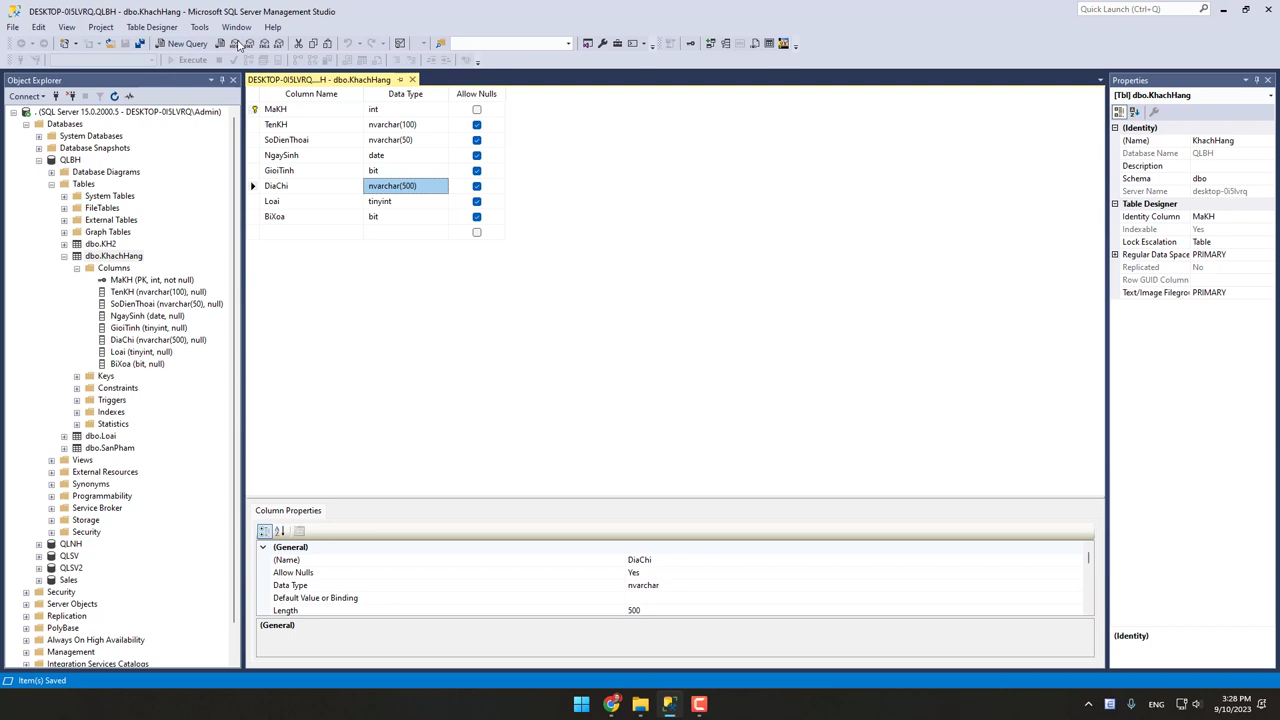 DESKTOP-0I5LVRQ.QLBH - dbo.KhachHang - Microsoft SQL Server Management Studio
Quick Launch (Ctrl+Q)
File Edit View Project Table Designer Tools Window Help
New Query
Execute
Object Explorer
DESKTOP-0I5LVRQ....H - dbo.KhachHang
Properties
Connect
Column Name Data Type Allow Nulls
[Tbl] dbo.KhachHang
. (SQL Server 15.0.2000.5 - DESKTOP-0I5LVRQ\Admin)
Databases
System Databases
Database Snapshots
QLBH
Database Diagrams
Tables
System Tables
FileTables
External Tables
Graph Tables
dbo.KH2
dbo.KhachHang
Columns
MaKH (PK, int, not null)
TenKH (nvarchar(100), null)
SoDienThoai (nvarchar(50), null)
NgaySinh (date, null)
GioiTinh (tinyint, null)
DiaChi (nvarchar(500), null)
Loai (tinyint, null)
BiXoa (bit, null)
Keys
Constraints
Triggers
Indexes
Statistics
dbo.Loai
dbo.SanPham
Views
External Resources
Synonyms
Programmability
Service Broker
Storage
Security
QLNH
QLSV
QLSV2
Sales
Security
Server Objects
Replication
PolyBase
Always On High Availability
Management
Integration Services Catalogs
MaKH int
TenKH nvarchar(100)
SoDienThoai nvarchar(50)
NgaySinh date
GioiTinh bit
DiaChi nvarchar(500)
Loai tinyint
BiXoa bit
Column Properties
(General)
(Name) DiaChi
Allow Nulls Yes
Data Type nvarchar
Default Value or Binding
Length 500
(General)
(Identity)
(Name) KhachHang
Database Name QLBH
Description
Schema dbo
Server Name desktop-0i5lvrq
Table Designer
Identity Column MaKH
Indexable Yes
Lock Escalation Table
Regular Data Space PRIMARY
Replicated No
Row GUID Column
Text/Image Filegro PRIMARY
(Identity)
Item(s) Saved
ENG
3:28 PM
9/10/2023